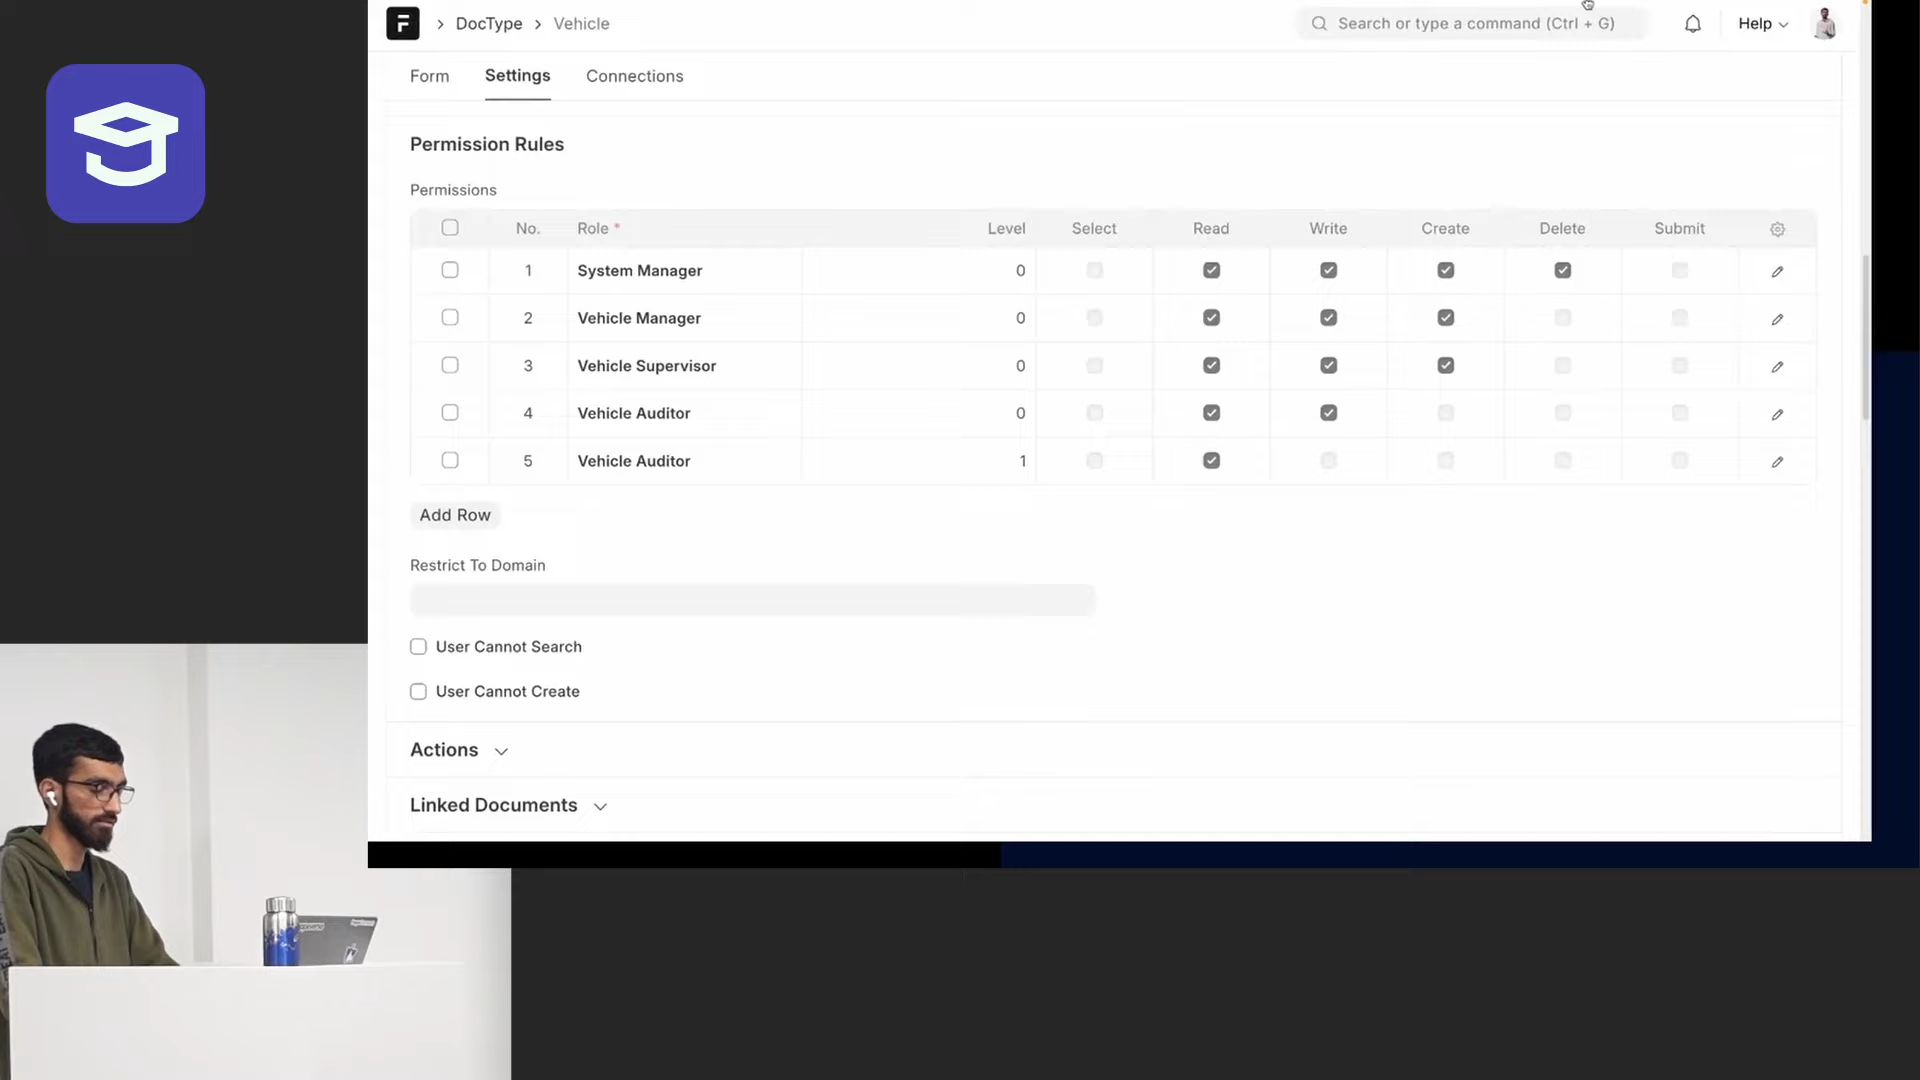 DocType Vehicle
Search or type a command (Ctrl + G)
Help
Form Settings Connections
Permission Rules
Permissions
No. Role * Level Select Read Write Create Delete Submit
1 System Manager 0
2 Vehicle Manager 0
3 Vehicle Supervisor 0
4 Vehicle Auditor 0
5 Vehicle Auditor 1
Add Row
Restrict To Domain
User Cannot Search
User Cannot Create
Actions
Linked Documents